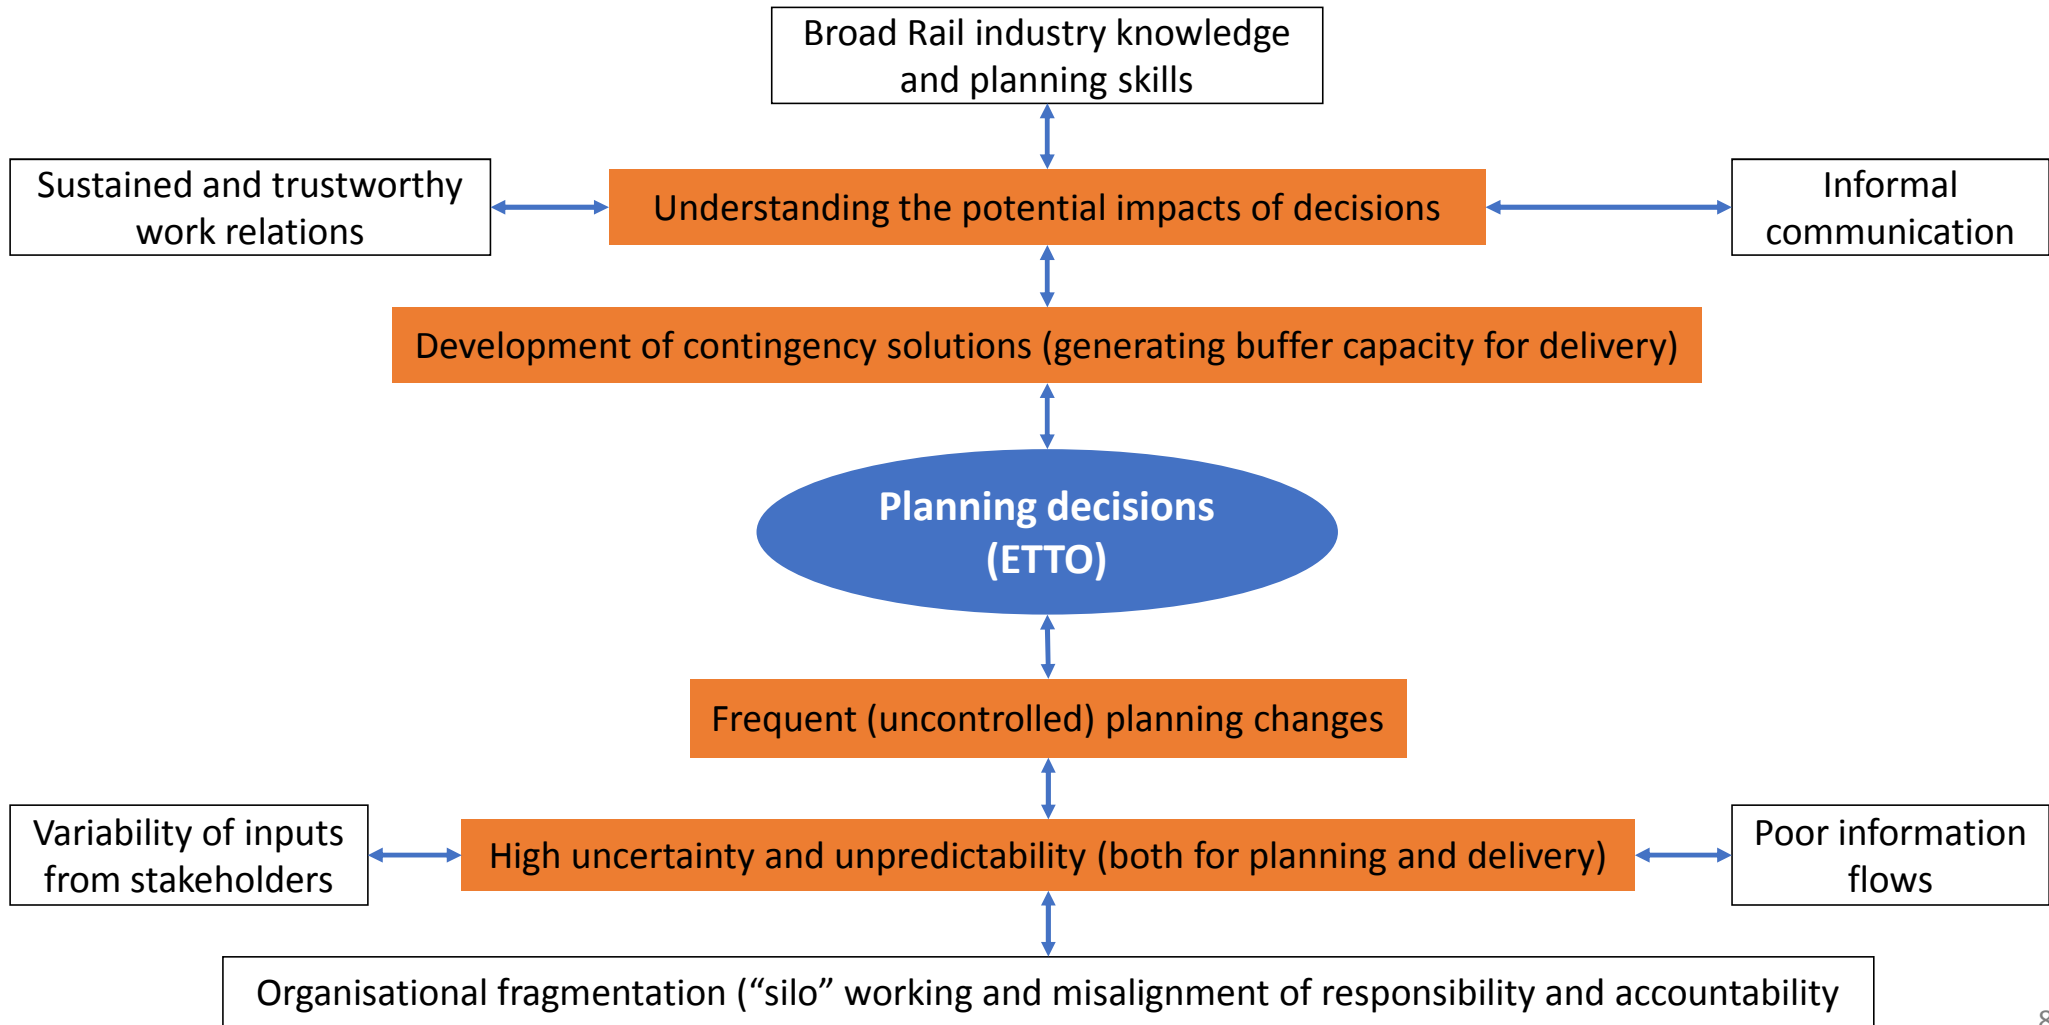 Broad Rail industry knowledge
and planning skills
Sustained and trustworthy
work relations
Understanding the potential impacts of decisions
Informal
communication
Development of contingency solutions (generating buffer capacity for delivery)
Planning decisions
(ETTO)
Frequent (uncontrolled) planning changes
Variability of inputs
from stakeholders
High uncertainty and unpredictability (both for planning and delivery)
Poor information
flows
Organisational fragmentation (“silo” working and misalignment of responsibility and accountability
8